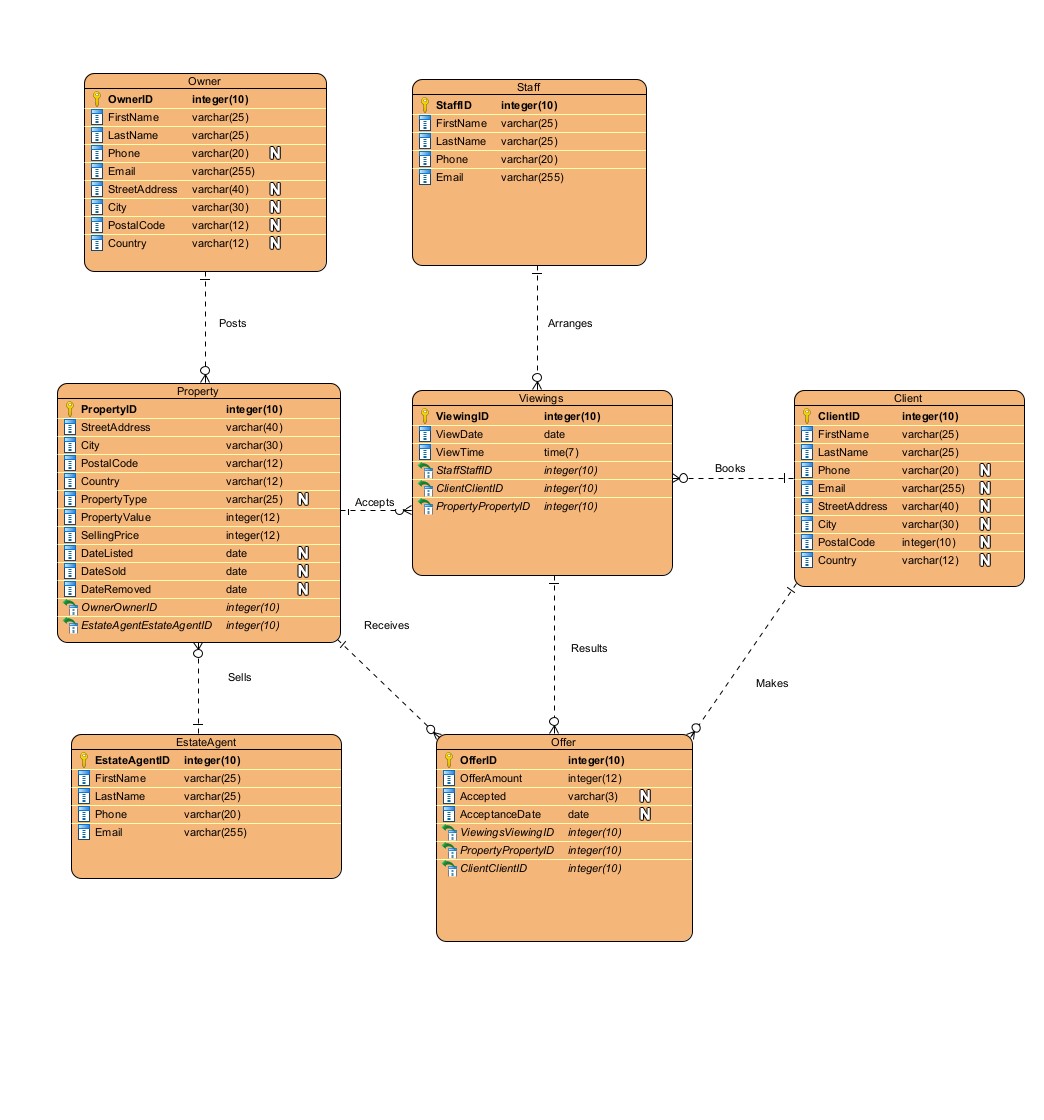 Owner
OwnerID integer(10)
FirstName varchar(25)
LastName varchar(25)
Phone varchar(20) N
Email varchar(255)
StreetAddress varchar(40) N
City varchar(30) N
PostalCode varchar(12) N
Country varchar(12) N
Staff
StaffID integer(10)
FirstName varchar(25)
LastName varchar(25)
Phone varchar(20)
Email varchar(255)
Posts
Arranges
Property
PropertyID integer(10)
StreetAddress varchar(40)
City varchar(30)
PostalCode varchar(12)
Country varchar(12)
PropertyType varchar(25) N
PropertyValue integer(12)
SellingPrice integer(12)
DateListed date N
DateSold date N
DateRemoved date N
OwnerOwnerID integer(10)
EstateAgentEstateAgentID integer(10)
Accepts
Viewings
ViewingID integer(10)
ViewDate date
ViewTime time(7)
StaffStaffID integer(10)
ClientClientID integer(10)
PropertyPropertyID integer(10)
Books
Client
ClientID integer(10)
FirstName varchar(25)
LastName varchar(25)
Phone varchar(20) N
Email varchar(255) N
StreetAddress varchar(40) N
City varchar(30) N
PostalCode integer(10) N
Country varchar(12) N
Receives
Results
Sells
Makes
EstateAgent
EstateAgentID integer(10)
FirstName varchar(25)
LastName varchar(25)
Phone varchar(20)
Email varchar(255)
Offer
OfferID integer(10)
OfferAmount integer(12)
Accepted varchar(3) N
AcceptanceDate date N
ViewingsViewingID integer(10)
PropertyPropertyID integer(10)
ClientClientID integer(10)